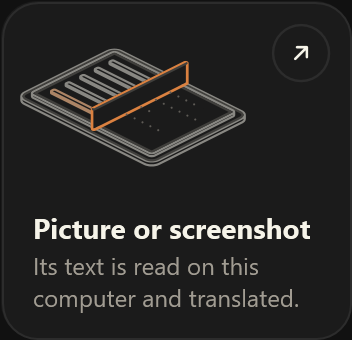 Picture or screenshot
Its text is read on this
computer and translated.